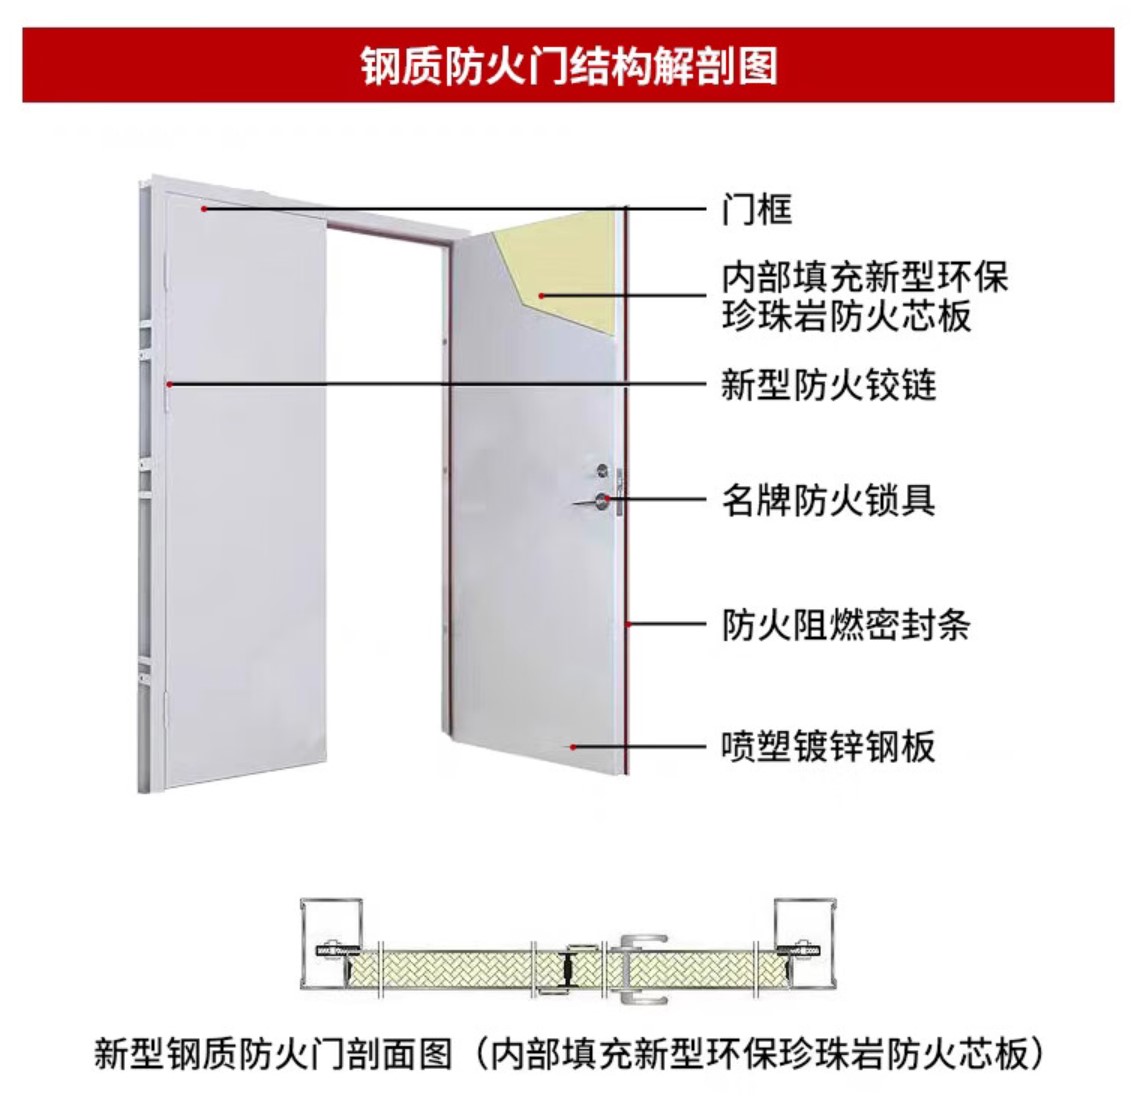 钢质防火门结构解剖图
门框
内部填充新型环保
珍珠岩防火芯板
新型防火铰链
名牌防火锁具
防火阻燃密封条
喷塑镀锌钢板
新型钢质防火门剖面图（内部填充新型环保珍珠岩防火芯板）